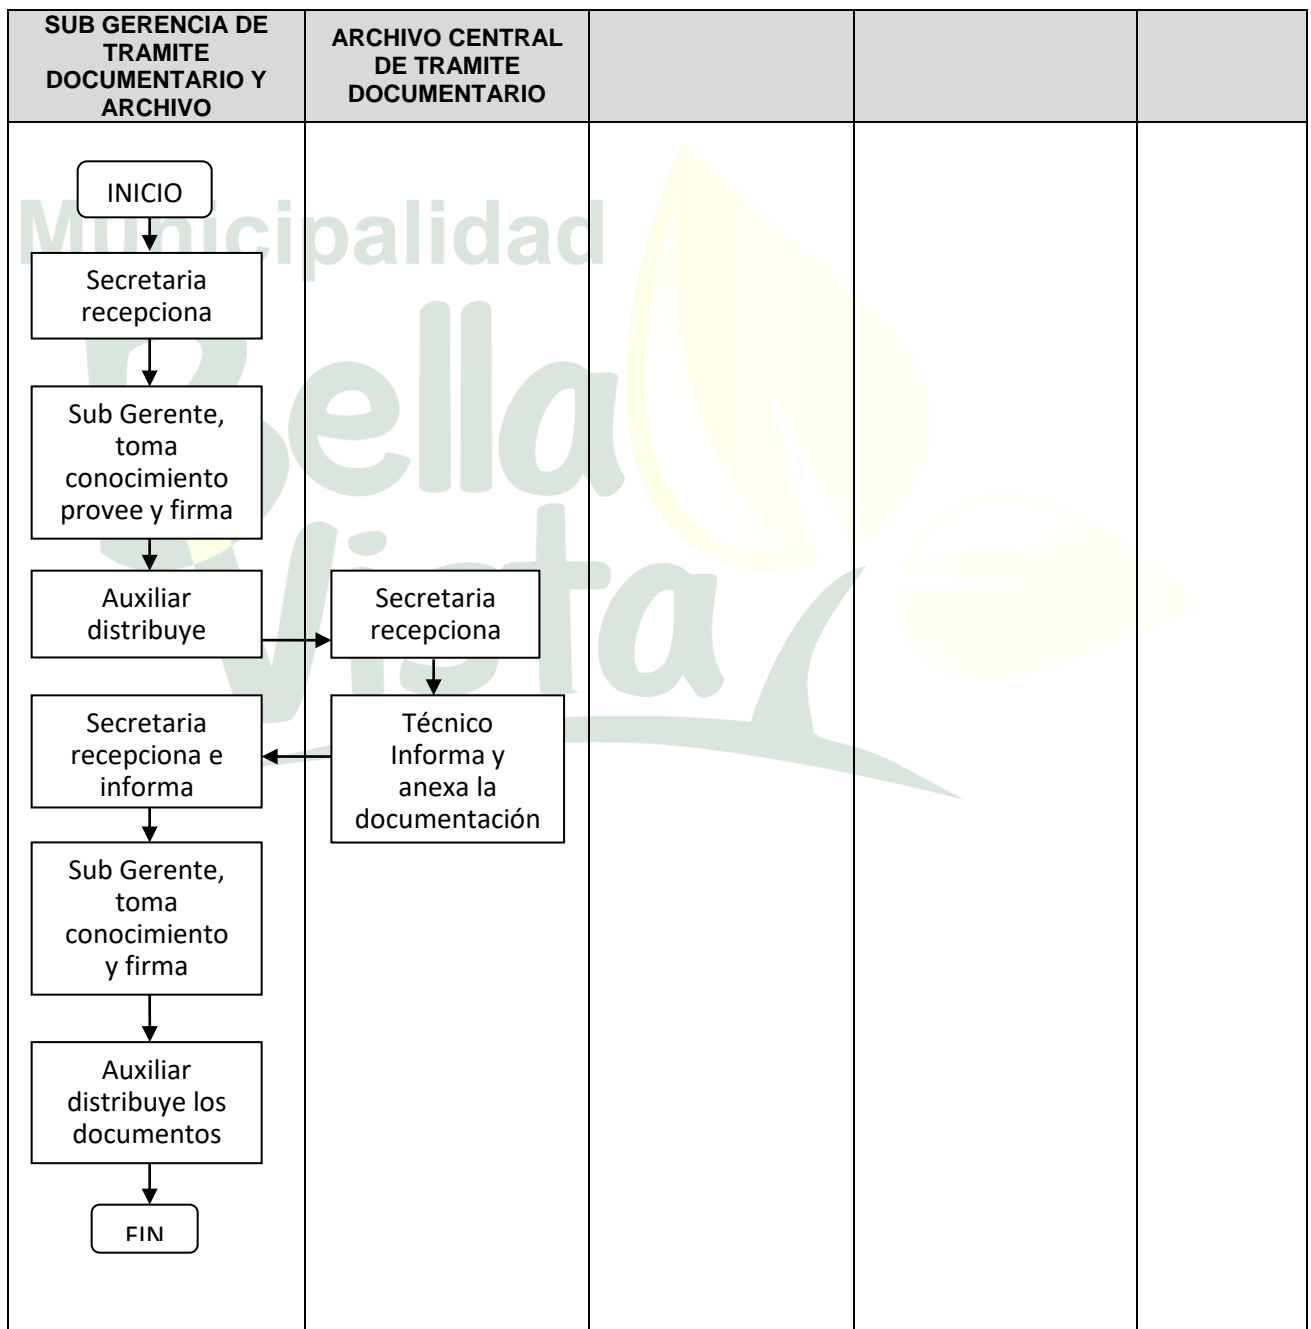 SUB GERENCIA DE
TRAMITE
DOCUMENTARIO Y
ARCHIVO
ARCHIVO CENTRAL
DE TRAMITE
DOCUMENTARIO
Municipalidad
Bella
Vista
INICIO
Secretaria
recepciona
Sub Gerente,
toma
conocimiento
provee y firma
Auxiliar
distribuye
Secretaria
recepciona
Técnico
Informa y
anexa la
documentación
Secretaria
recepciona e
informa
Sub Gerente,
toma
conocimiento
y firma
Auxiliar
distribuye los
documentos
FIN